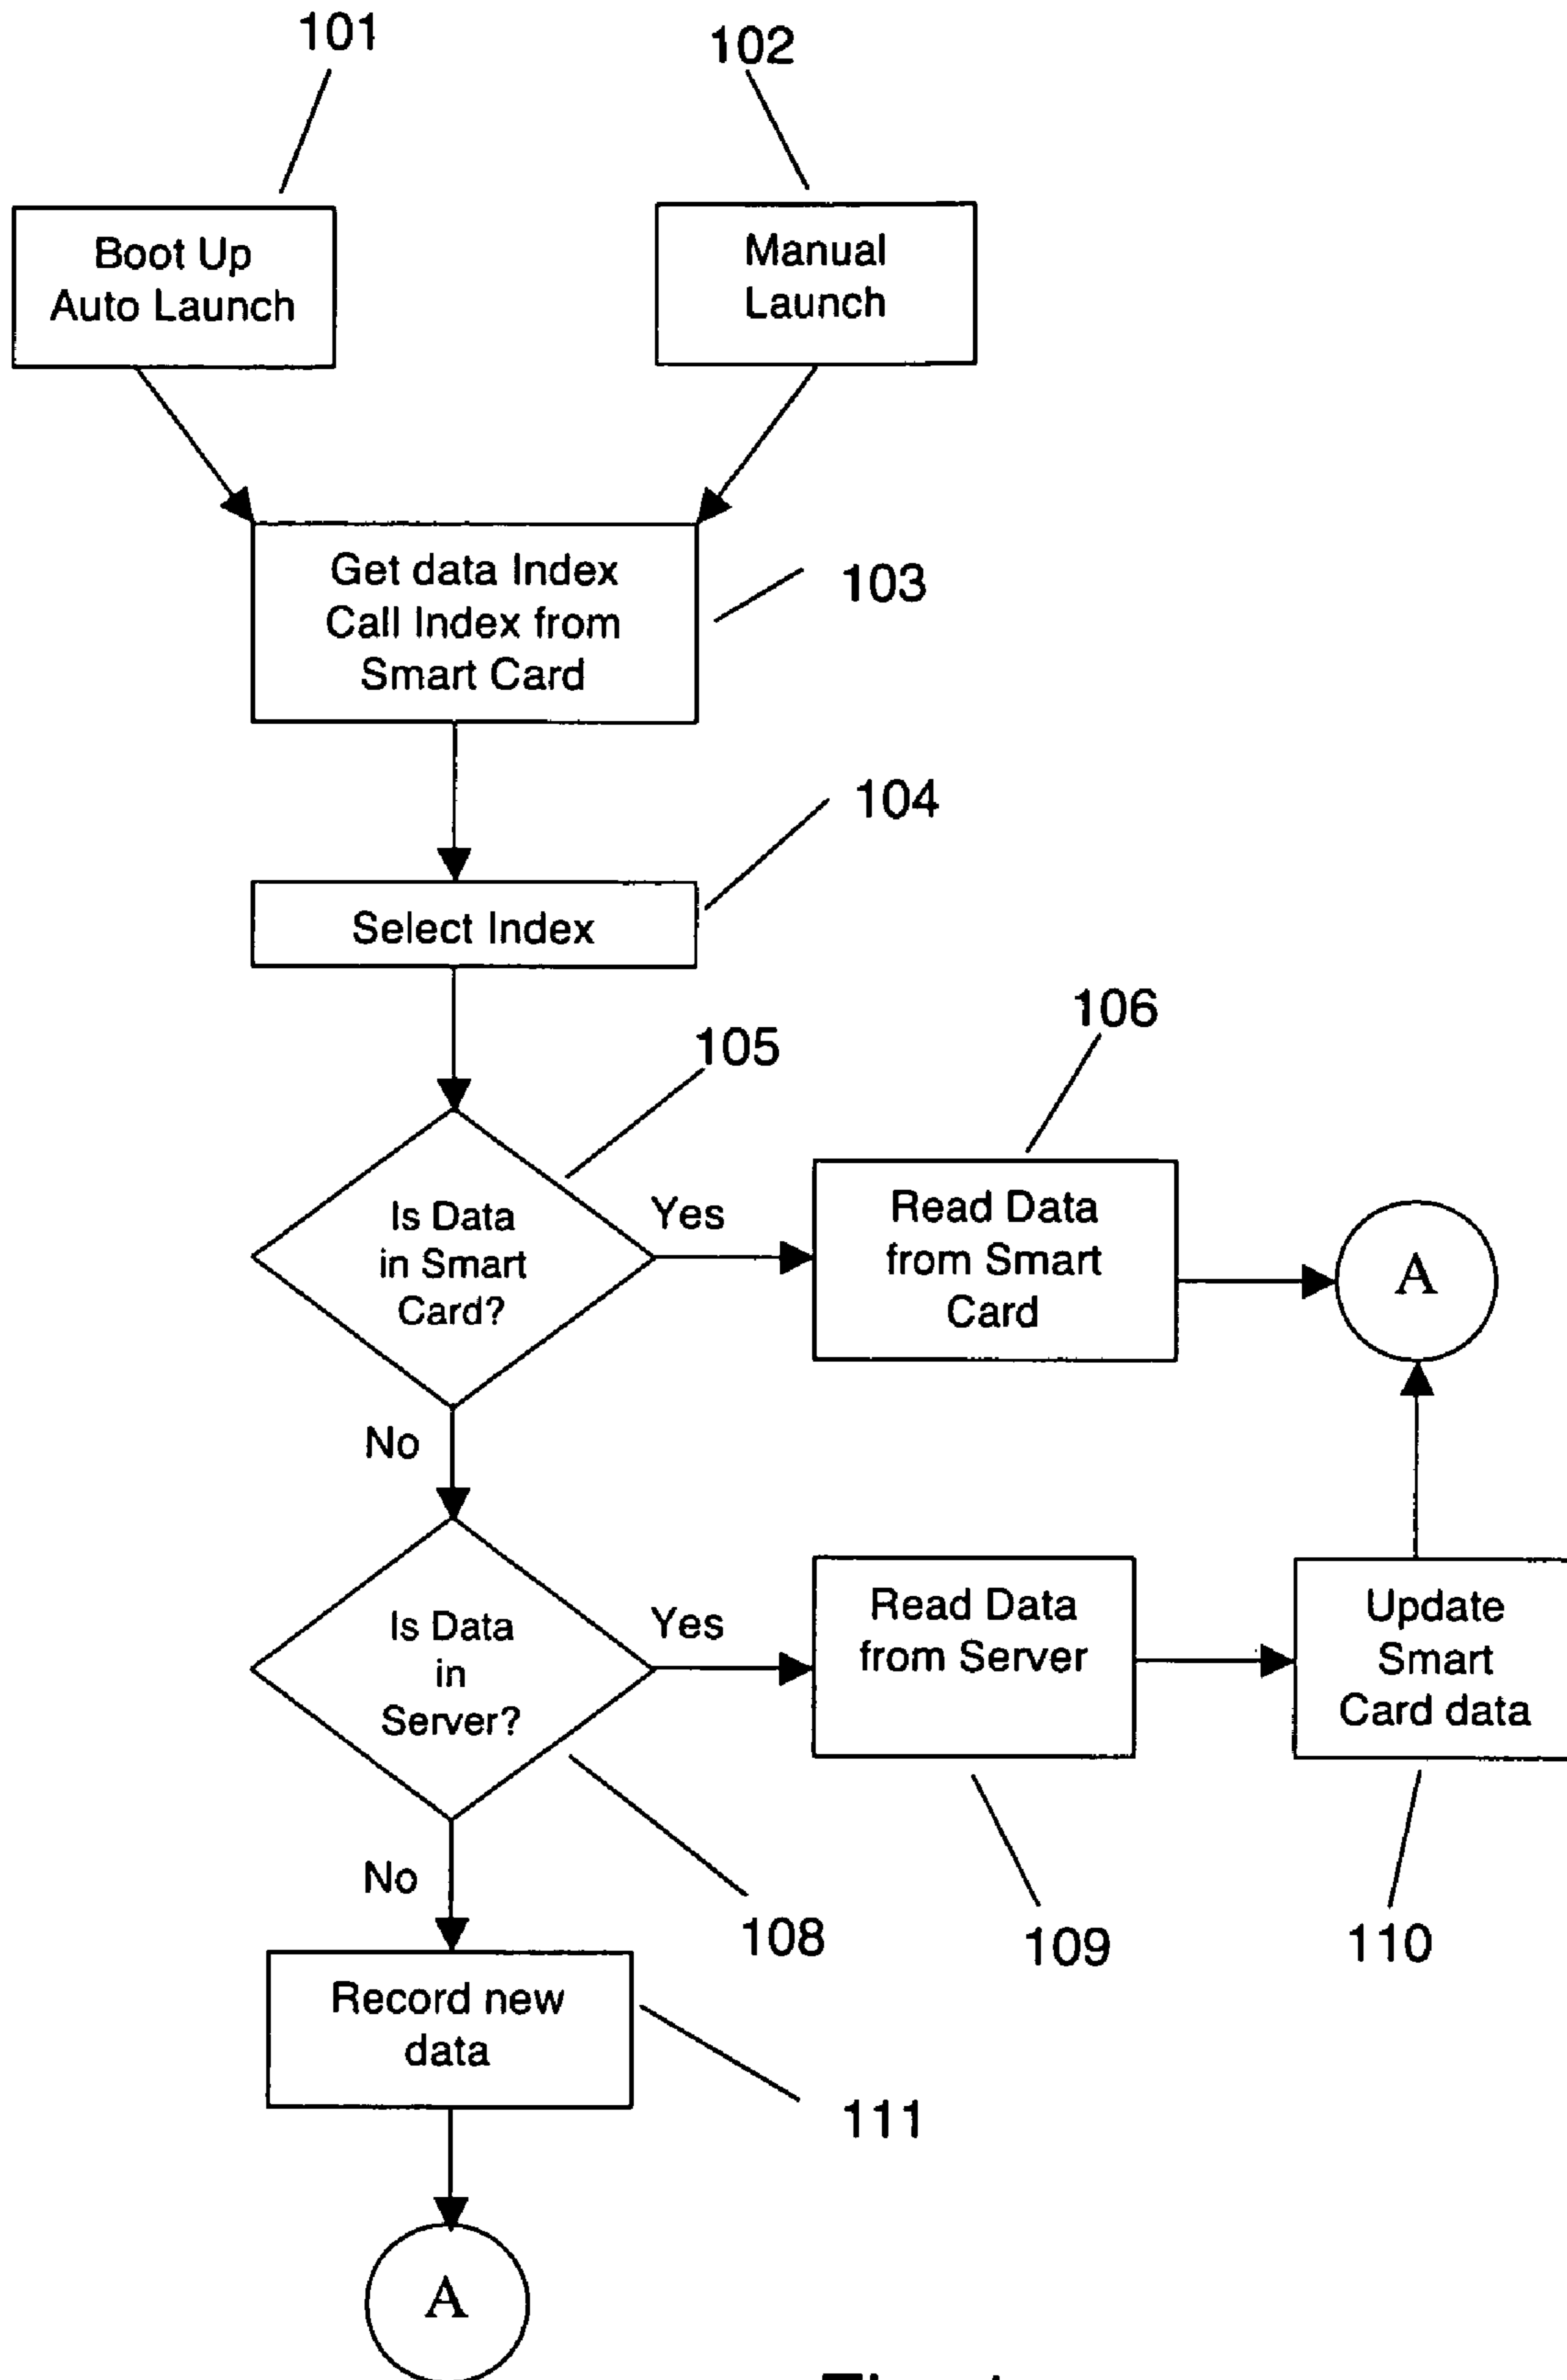 101
102
Boot Up
Auto Launch
Manual
Launch
Get data Index
Call Index from
Smart Card
103
104
Select Index
105
106
Is Data
in Smart
Card?
Yes
Read Data
from Smart
Card
A
No
Is Data
in
Server?
Yes
Read Data
from Server
Update
Smart
Card data
No
108
109
110
Record new
data
111
A